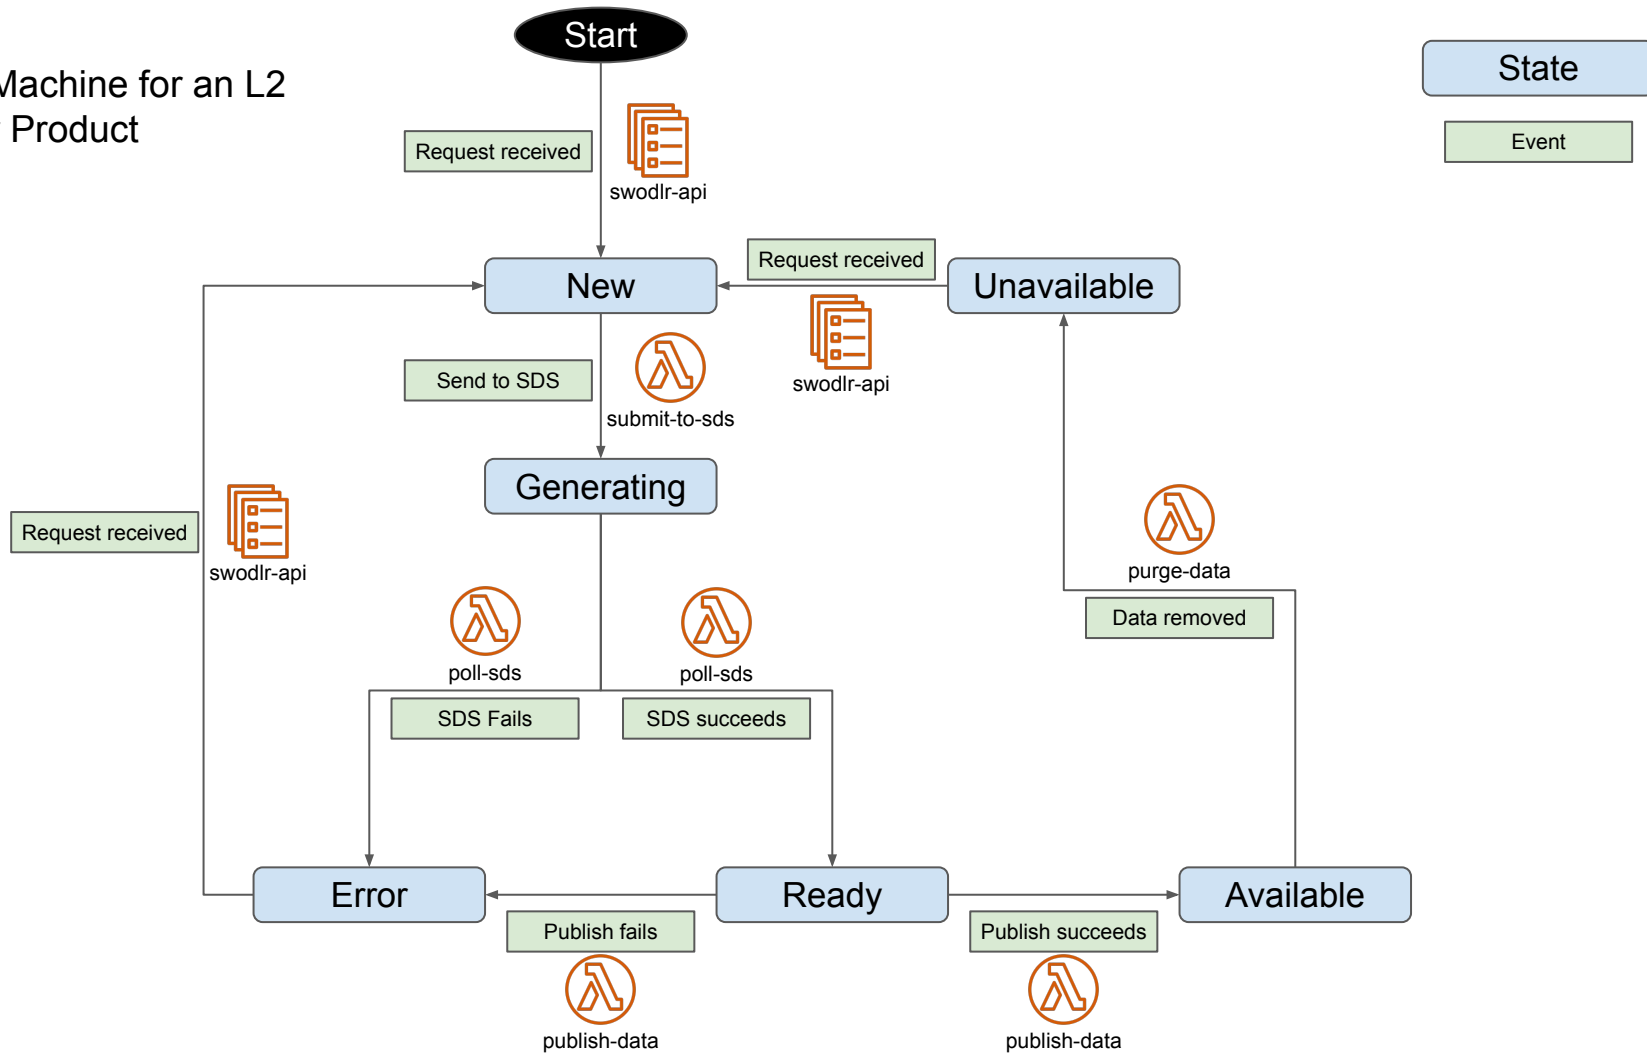 Start
Machine for an L2
Product
State
Event
Request received
swodlr-api
Request received
New
Unavailable
swodlr-api
Send to SDS
submit-to-sds
Generating
Request received
swodlr-api
purge-data
Data removed
poll-sds
poll-sds
SDS Fails
SDS succeeds
Error
Ready
Available
Publish fails
Publish succeeds
publish-data
publish-data